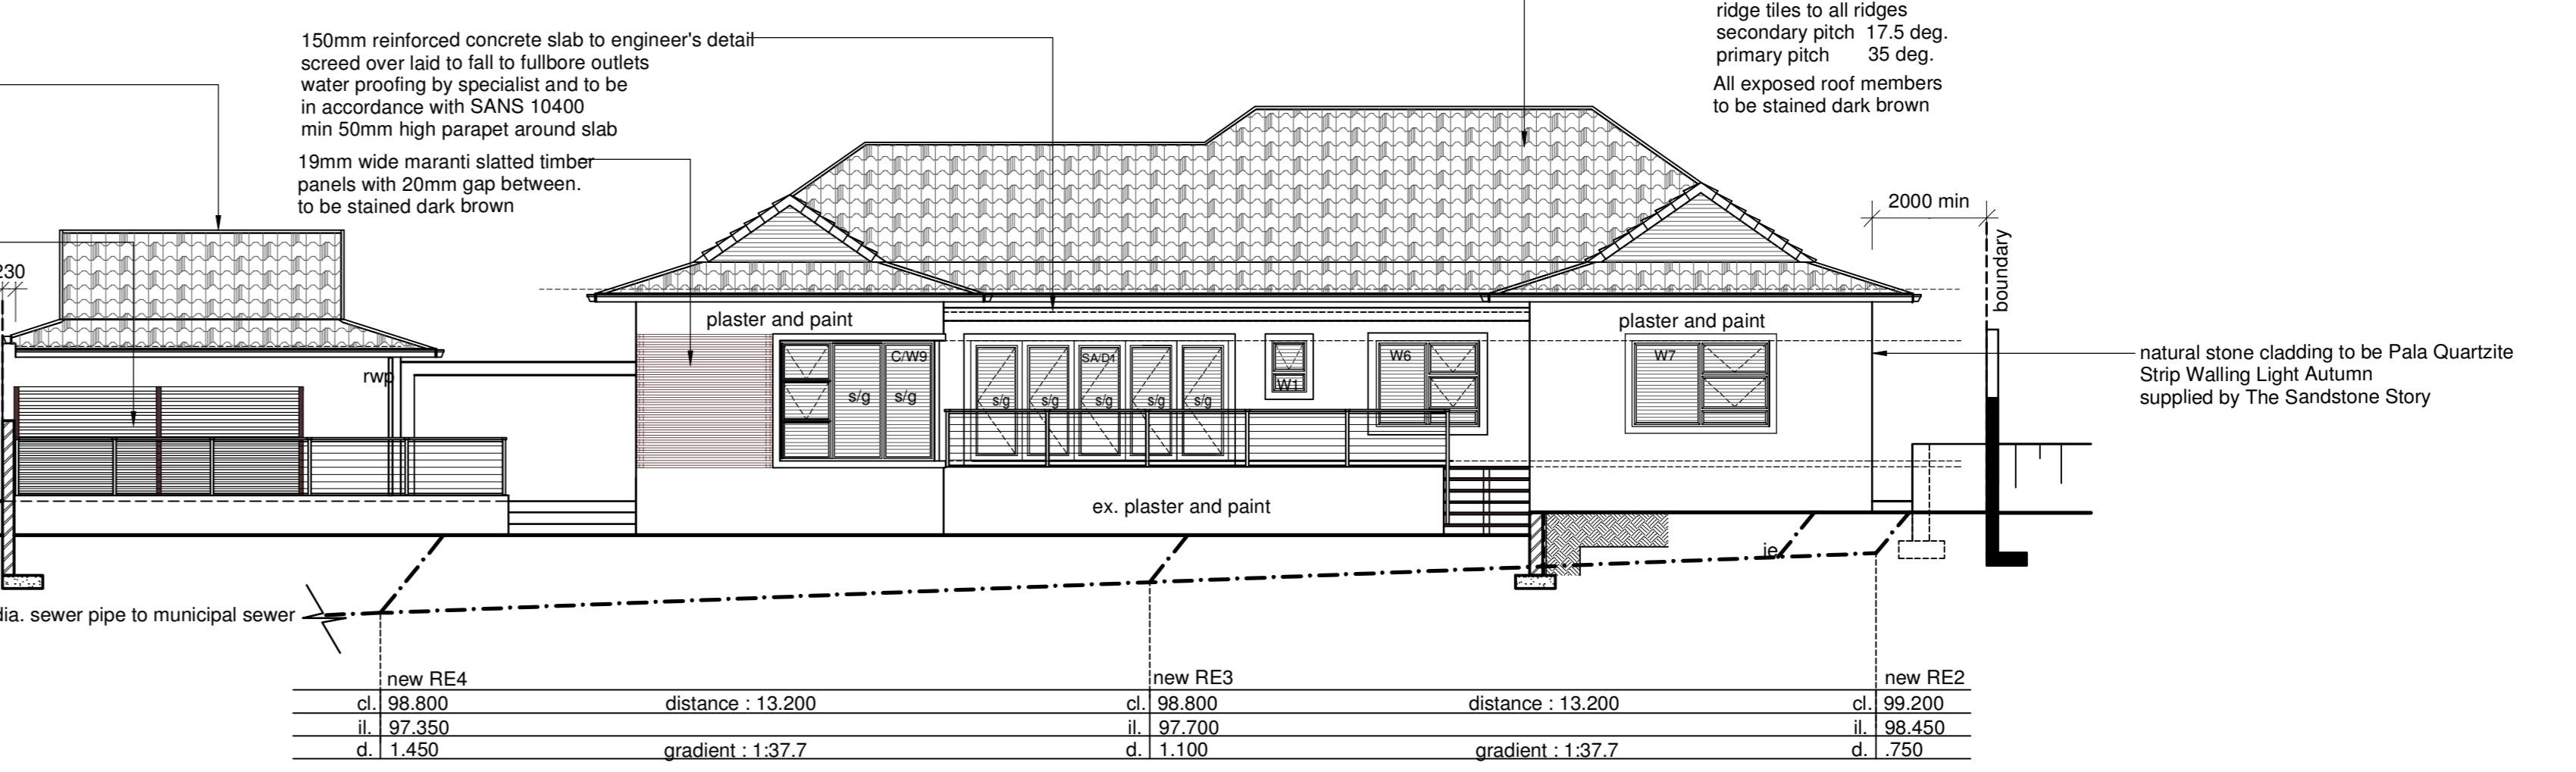 150mm reinforced concrete slab to engineer's detail
screed over laid to fall to fullbore outlets
water proofing by specialist and to be
in accordance with SANS 10400
min 50mm high parapet around slab
19mm wide maranti slatted timber
panels with 20mm gap between.
to be stained dark brown
ridge tiles to all ridges
secondary pitch 17.5 deg.
primary pitch 35 deg.
All exposed roof members
to be stained dark brown
2000 min
boundary
230
rwp
plaster and paint
C/W9
s/g
s/g
SA/D1
s/g
s/g
s/g
s/g
s/g
W1
W6
plaster and paint
W7
natural stone cladding to be Pala Quartzite
Strip Walling Light Autumn
supplied by The Sandstone Story
ex. plaster and paint
ie
dia. sewer pipe to municipal sewer
new RE4
new RE3
new RE2
cl. 98.800
distance : 13.200
cl. 98.800
distance : 13.200
cl. 99.200
il. 97.350
il. 97.700
il. 98.450
d. 1.450
gradient : 1:37.7
d. 1.100
gradient : 1:37.7
d. .750